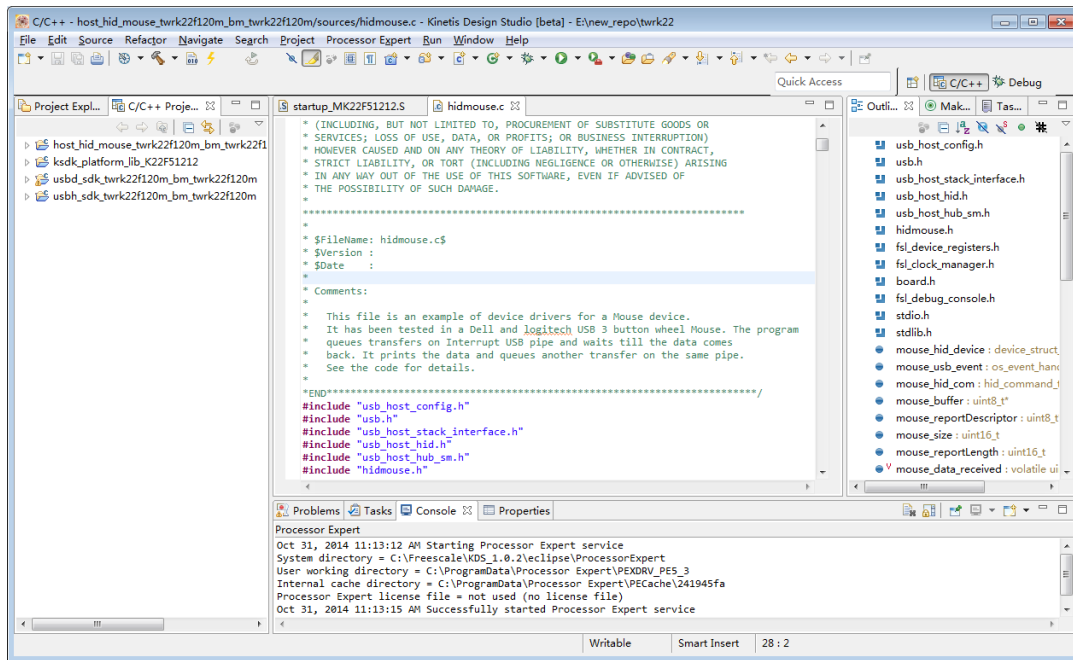 C/C++ - host_hid_mouse_twrk22f120m_bm_twrk22f120m/sources/hidmouse.c - Kinetis Design Studio [beta] - E:\new_repo\twrk22
File Edit Source Refactor Navigate Search Project Processor Expert Run Window Help
Quick Access
C/C++ Debug
Project Expl... C/C++ Proje...
host_hid_mouse_twrk22f120m_bm_twrk22f1
ksdk_platform_lib_K22F51212
usbd_sdk_twrk22f120m_bm_twrk22f120m
usbh_sdk_twrk22f120m_bm_twrk22f120m
startup_MK22F51212.S hidmouse.c
* (INCLUDING, BUT NOT LIMITED TO, PROCUREMENT OF SUBSTITUTE GOODS OR
* SERVICES; LOSS OF USE, DATA, OR PROFITS; OR BUSINESS INTERRUPTION)
* HOWEVER CAUSED AND ON ANY THEORY OF LIABILITY, WHETHER IN CONTRACT,
* STRICT LIABILITY, OR TORT (INCLUDING NEGLIGENCE OR OTHERWISE) ARISING
* IN ANY WAY OUT OF THE USE OF THIS SOFTWARE, EVEN IF ADVISED OF
* THE POSSIBILITY OF SUCH DAMAGE.
*
**************************************************************************
*
* $FileName: hidmouse.c$
* $Version :
* $Date    :
*
* Comments:
*
*   This file is an example of device drivers for a Mouse device.
*   It has been tested in a Dell and logitech USB 3 button wheel Mouse. The program
*   queues transfers on Interrupt USB pipe and waits till the data comes
*   back. It prints the data and queues another transfer on the same pipe.
*   See the code for details.
*
*END*************************************************************************/
#include "usb_host_config.h"
#include "usb.h"
#include "usb_host_stack_interface.h"
#include "usb_host_hid.h"
#include "usb_host_hub_sm.h"
#include "hidmouse.h"
Outli... Mak... Tas...
usb_host_config.h
usb.h
usb_host_stack_interface.h
usb_host_hid.h
usb_host_hub_sm.h
hidmouse.h
fsl_device_registers.h
fsl_clock_manager.h
board.h
fsl_debug_console.h
stdio.h
stdlib.h
mouse_hid_device : device_struct_
mouse_usb_event : os_event_hand
mouse_hid_com : hid_command_t
mouse_buffer : uint8_t*
mouse_reportDescriptor : uint8_t
mouse_size : uint16_t
mouse_reportLength : uint16_t
mouse_data_received : volatile ui
Problems Tasks Console Properties
Processor Expert
Oct 31, 2014 11:13:12 AM Starting Processor Expert service
System directory = C:\Freescale\KDS_1.0.2\eclipse\ProcessorExpert
User working directory = C:\ProgramData\Processor Expert\PEXDRV_PE5_3
Internal cache directory = C:\ProgramData\Processor Expert\PECache\241945fa
Processor Expert license file = not used (no license file)
Oct 31, 2014 11:13:15 AM Successfully started Processor Expert service
Writable Smart Insert 28 : 2